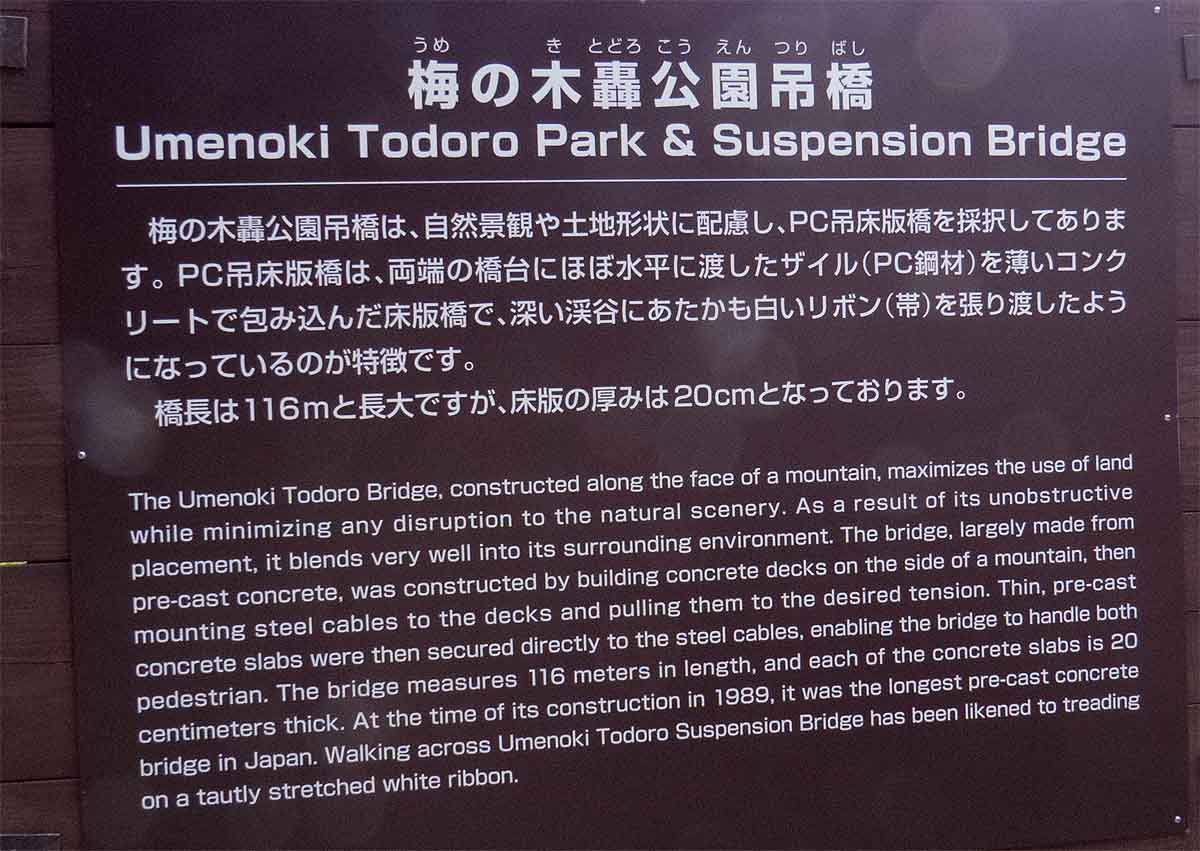 うめ き とどろ こう えん つり ばし
梅の木轟公園吊橋
Umenoki Todoro Park & Suspension Bridge
梅の木轟公園吊橋は、自然景観や土地形状に配慮し、PC吊床版橋を採択してありま
す。PC吊床版橋は、両端の橋台にほぼ水平に渡したザイル（PC鋼材）を薄いコンク
リートで包み込んだ床版橋で、深い渓谷にあたかも白いリボン（帯）を張り渡したよう
になっているのが特徴です。
橋長は116mと長大ですが、床版の厚みは20cmとなっております。
The Umenoki Todoro Bridge, constructed along the face of a mountain, maximizes the use of land
while minimizing any disruption to the natural scenery. As a result of its unobstructive
placement, it blends very well into its surrounding environment. The bridge, largely made from
pre-cast concrete, was constructed by building concrete decks on the side of a mountain, then
mounting steel cables to the decks and pulling them to the desired tension. Thin, pre-cast
concrete slabs were then secured directly to the steel cables, enabling the bridge to handle both
pedestrian. The bridge measures 116 meters in length, and each of the concrete slabs is 20
centimeters thick. At the time of its construction in 1989, it was the longest pre-cast concrete
bridge in Japan. Walking across Umenoki Todoro Suspension Bridge has been likened to treading
on a tautly stretched white ribbon.